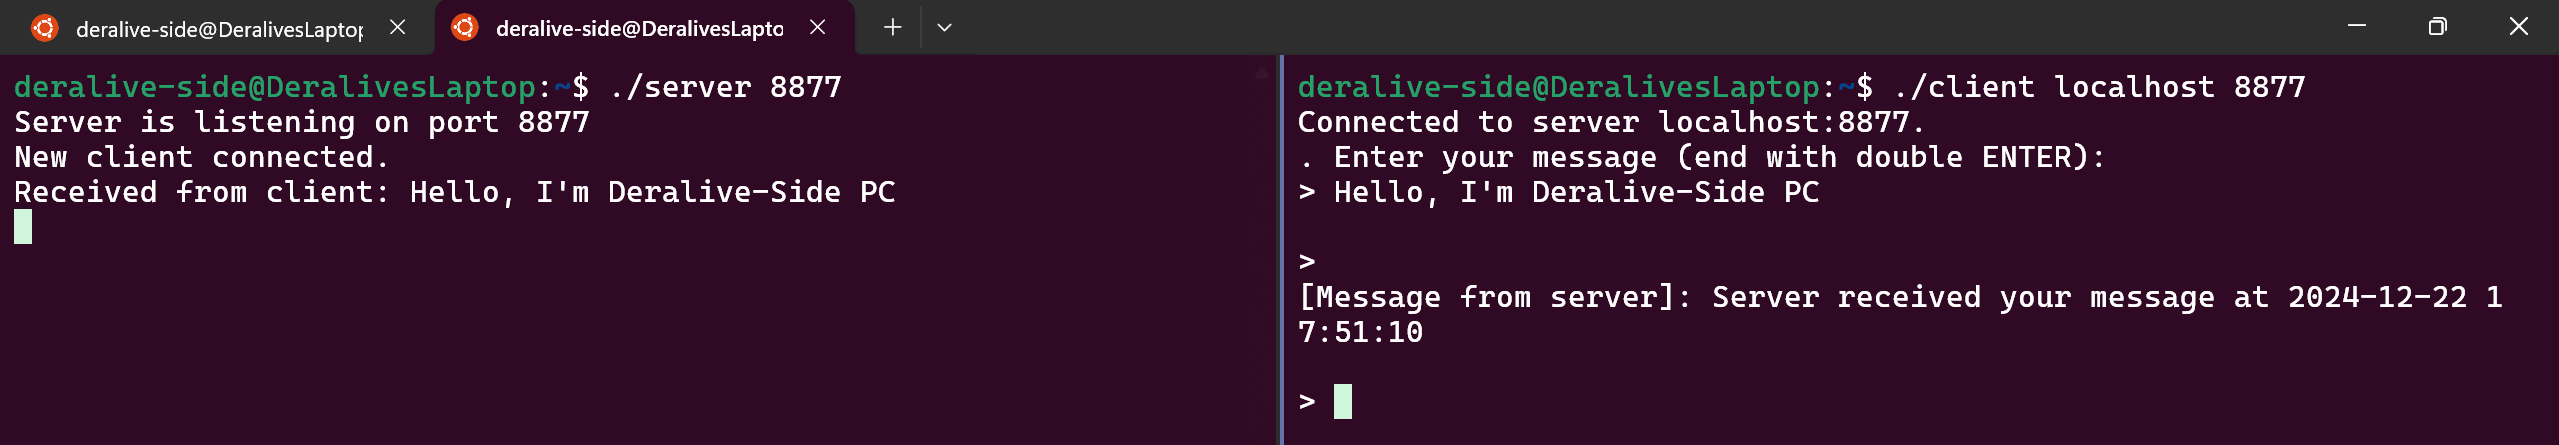 deralive-side@DeralivesLaptop
deralive-side@DeralivesLapto
deralive-side@DeralivesLaptop:~$ ./server 8877
Server is listening on port 8877
New client connected.
Received from client: Hello, I'm Deralive-Side PC
deralive-side@DeralivesLaptop:~$ ./client localhost 8877
Connected to server localhost:8877.
. Enter your message (end with double ENTER):
> Hello, I'm Deralive-Side PC
>
[Message from server]: Server received your message at 2024-12-22 1
7:51:10
>